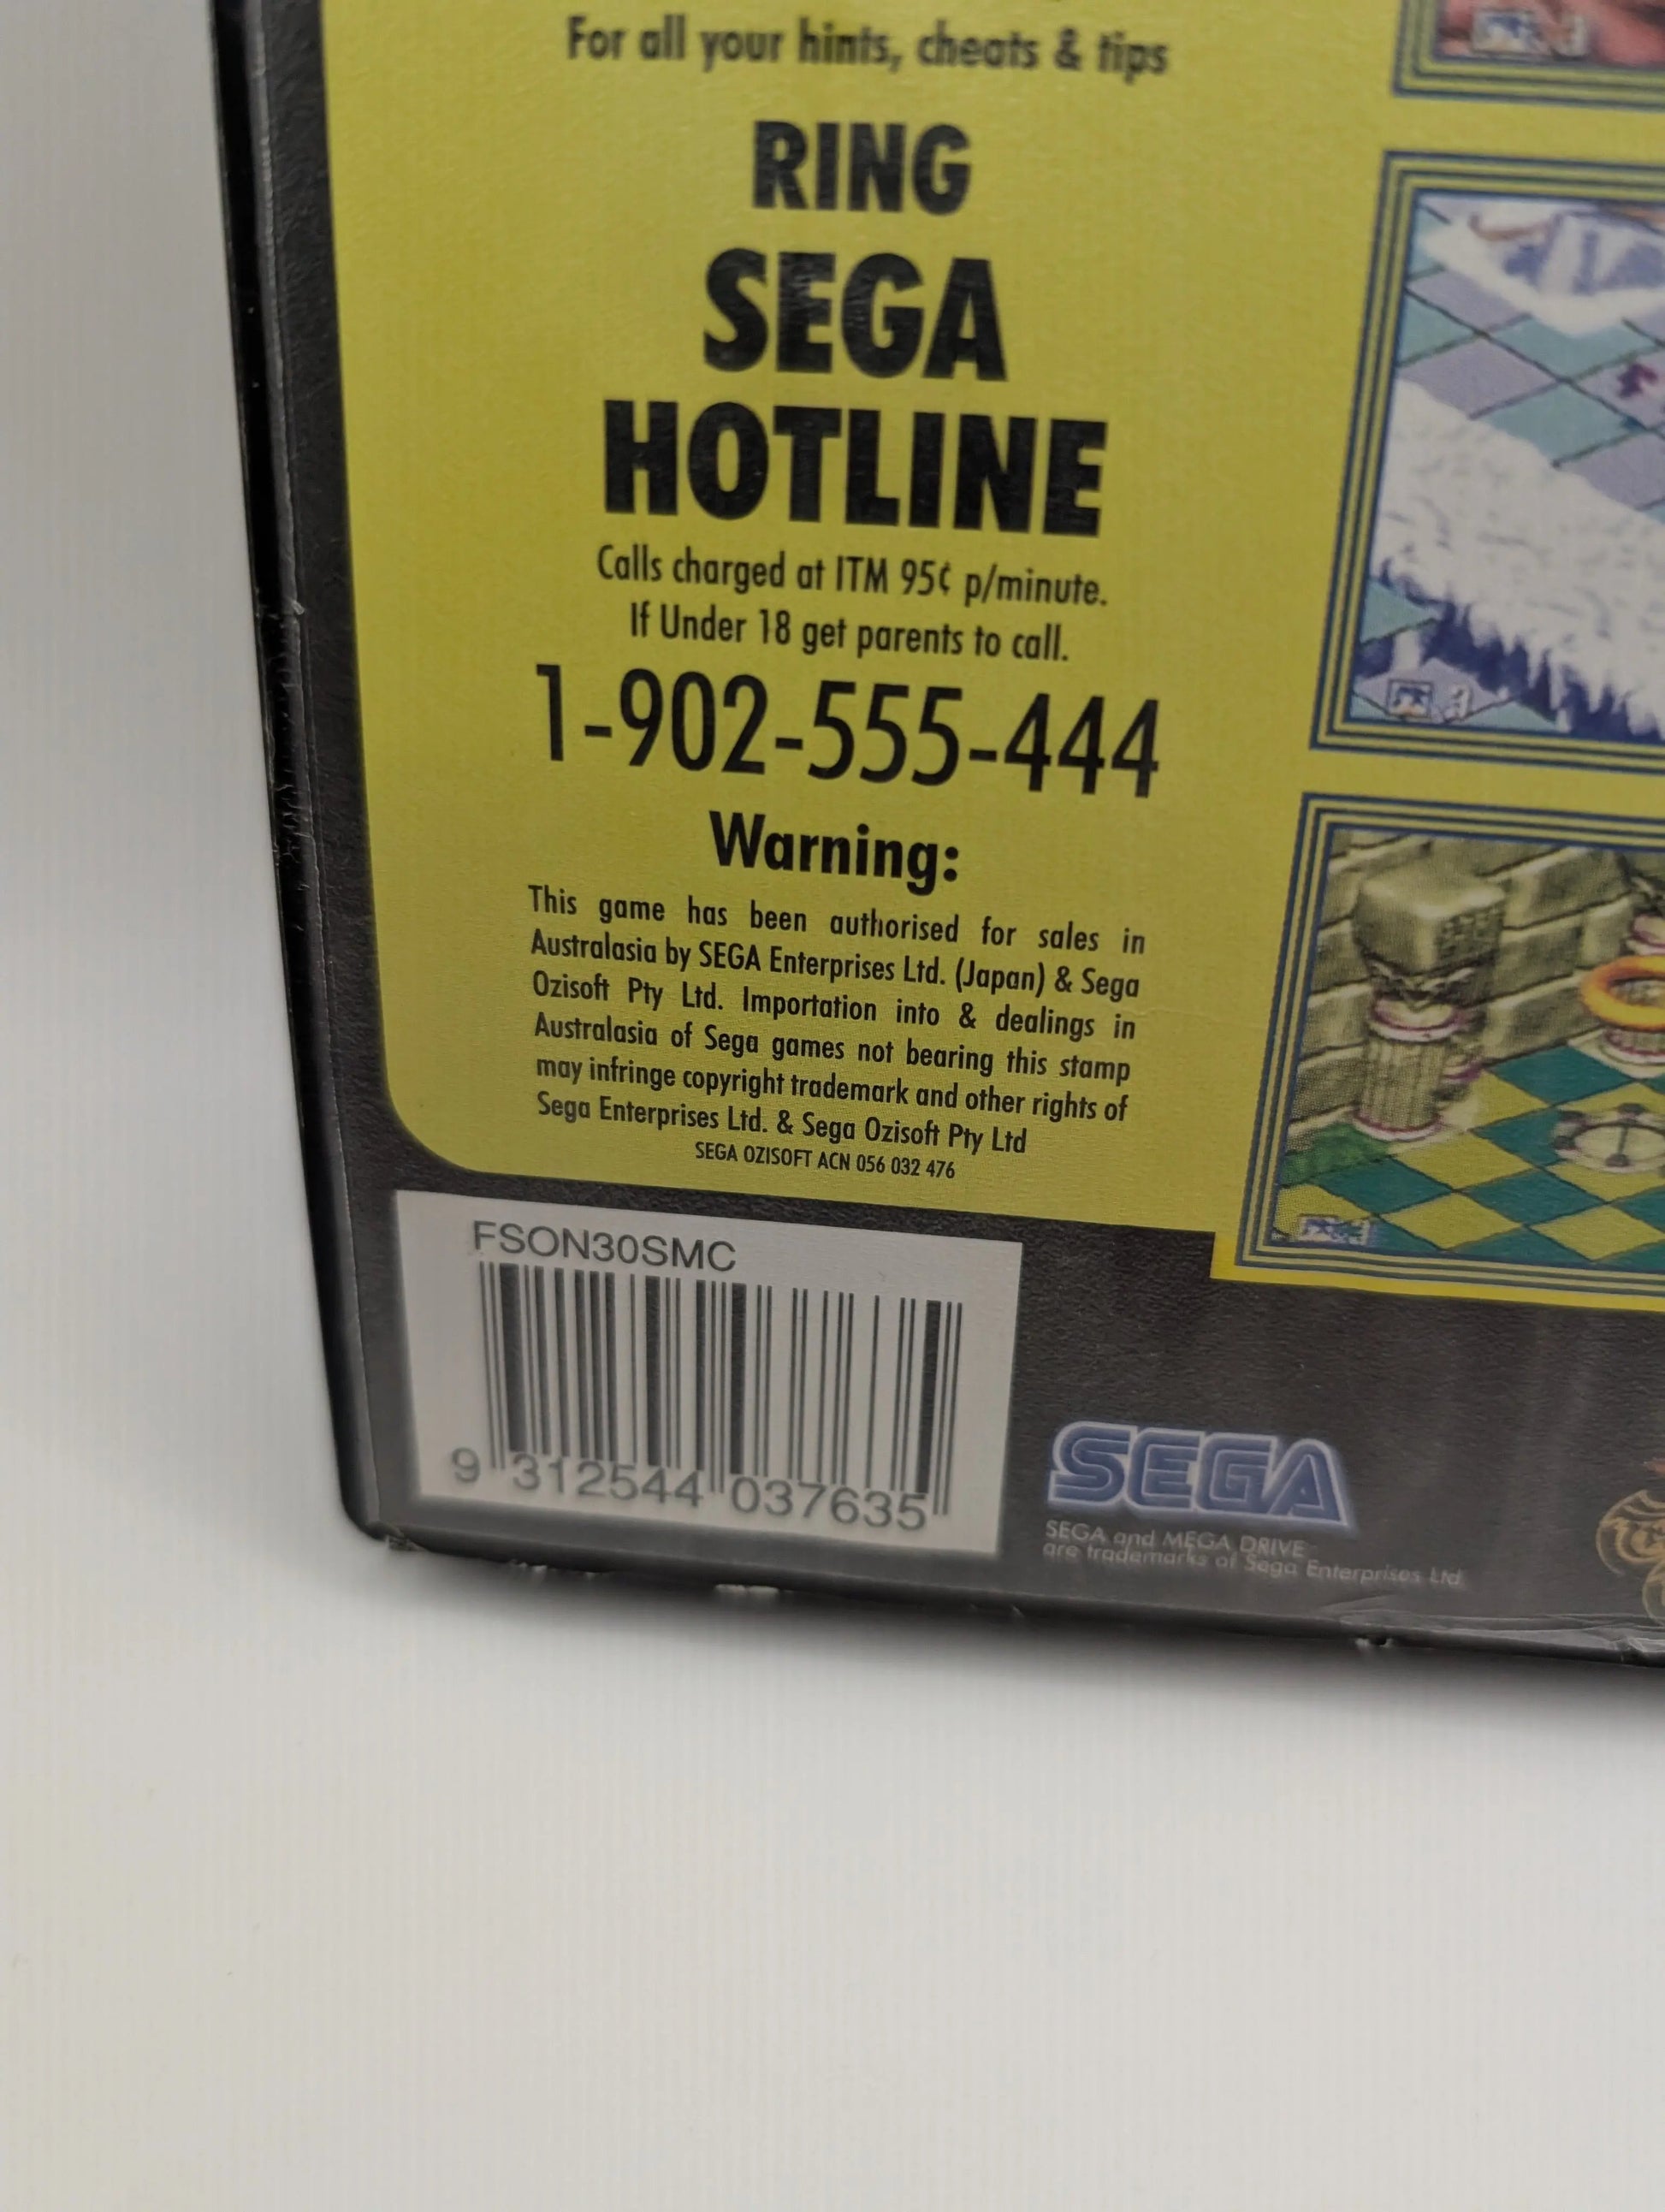 For all your hints, cheats & tips
RING
SEGA
HOTLINE
Calls charged at ITM 95¢ p/minute.
If Under 18 get parents to call.
1-902-555-444
Warning:
This game has been authorised for sales in
Australasia by SEGA Enterprises Ltd. (Japan) & Sega
Ozisoft Pty Ltd. Importation into & dealings in
Australasia of Sega games not bearing this stamp
may infringe copyright trademark and other rights of
Sega Enterprises Ltd. & Sega Ozisoft Pty Ltd
SEGA OZISOFT ACN 056 032 476
FSON30SMC
9 312544 037635
SEGA
SEGA and MEGA DRIVE
are trademarks of Sega Enterprises Ltd